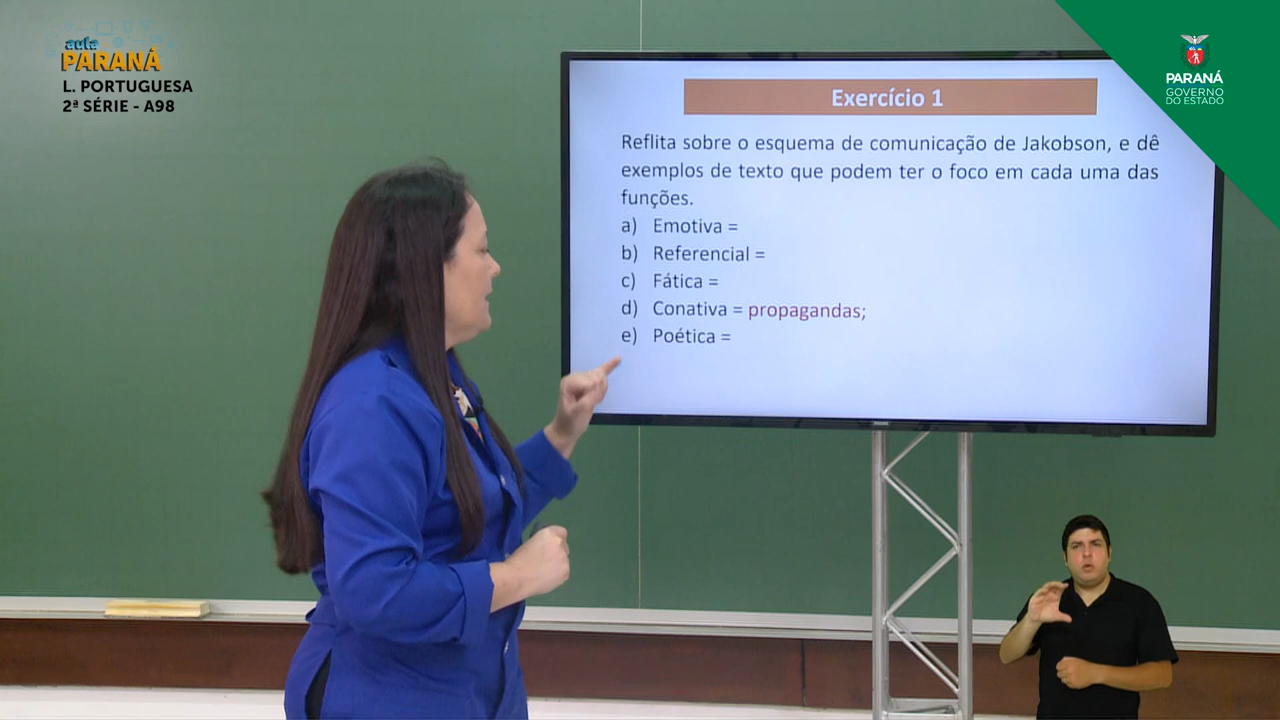 aula
PARANÁ
L. PORTUGUESA
2ª SÉRIE - A98
PARANÁ
GOVERNO
DO ESTADO
Exercício 1
Reflita sobre o esquema de comunicação de Jakobson, e dê
exemplos de texto que podem ter o foco em cada uma das
funções.
a) Emotiva =
b) Referencial =
c) Fática =
d) Conativa = propagandas;
e) Poética =